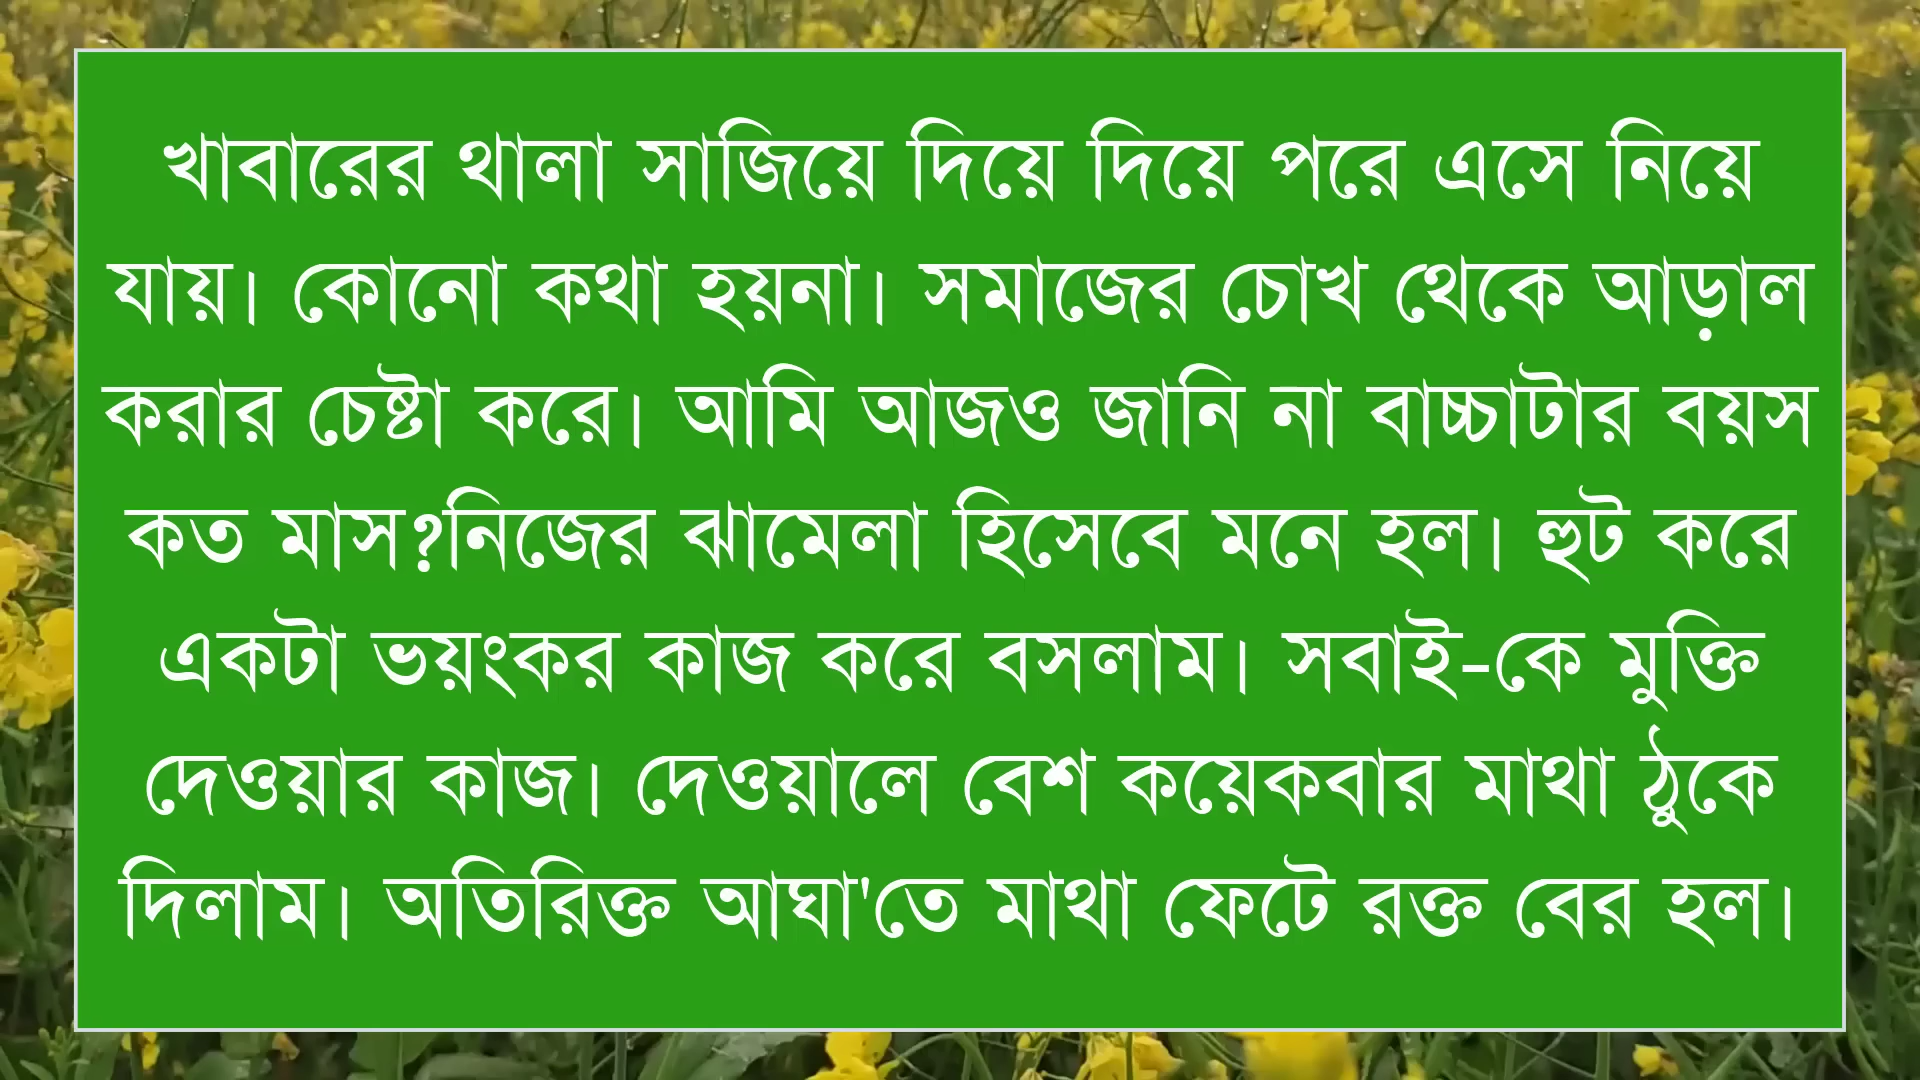 খাবারের থালা সাজিয়ে দিয়ে দিয়ে পরে এসে নিয়ে
যায়। কোনো কথা হয়না। সমাজের চোখ থেকে আড়াল
করার চেষ্টা করে। আমি আজও জানি না বাচ্চাটার বয়স
কত মাস?নিজের ঝামেলা হিসেবে মনে হল। হুট করে
একটা ভয়ংকর কাজ করে বসলাম। সবাই-কে মুক্তি
দেওয়ার কাজ। দেওয়ালে বেশ কয়েকবার মাথা ঠুকে
দিলাম। অতিরিক্ত আঘা'তে মাথা ফেটে রক্ত বের হল।